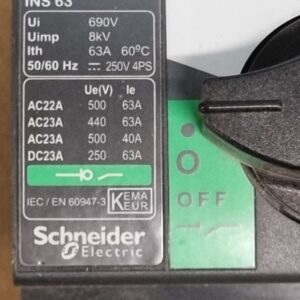 INS 63
Ui 690V
Uimp 8kV
Ith 63A 60°C
50/60 Hz 250V 4PS
Ue(V) Ie
AC22A 500 63A
AC23A 440 63A
AC23A 500 40A
DC23A 250 63A
IEC / EN 60947-3 KEMA KEUR
Schneider
Electric
O
OFF